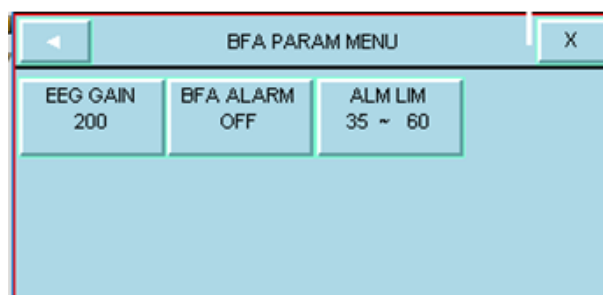 ◄ BFA PARAM MENU X
EEG GAIN BFA ALARM ALM LIM
200 OFF 35 ~ 60